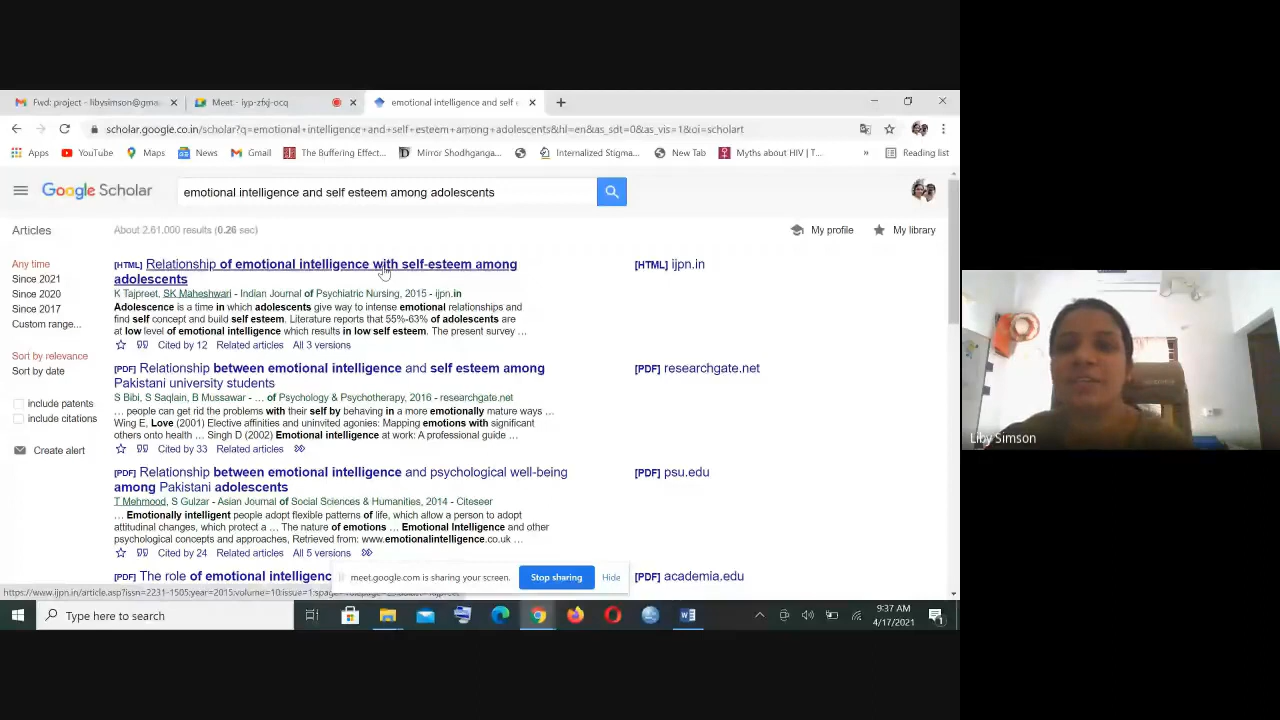 Fwd: project - libysimson@gma
Meet - iyp-zfxj-ocq
emotional intelligence and self e
scholar.google.co.in/scholar?q=emotional+intelligence+and+self+esteem+among+adolescents&hl=en&as_sdt=0&as_vis=1&oi=scholart
Apps
YouTube
Maps
News
Gmail
The Buffering Effect...
Mirror Shodhganga...
Internalized Stigma...
New Tab
Myths about HIV | T...
»
Reading list
Google Scholar
emotional intelligence and self esteem among adolescents
Articles
About 2,61,000 results (0.26 sec)
My profile
My library
Any time
Since 2021
Since 2020
Since 2017
Custom range...
Sort by relevance
Sort by date
include patents
include citations
Create alert
[HTML] Relationship of emotional intelligence with self-esteem among
adolescents
K Tajpreet, SK Maheshwari - Indian Journal of Psychiatric Nursing, 2015 - ijpn.in
Adolescence is a time in which adolescents give way to intense emotional relationships and
find self concept and build self esteem. Literature reports that 55%-63% of adolescents are
at low level of emotional intelligence which results in low self esteem. The present survey ...
Cited by 12 Related articles All 3 versions
[HTML] ijpn.in
[PDF] Relationship between emotional intelligence and self esteem among
Pakistani university students
S Bibi, S Saqlain, B Mussawar - ... of Psychology & Psychotherapy, 2016 - researchgate.net
... people can get rid the problems with their self by behaving in a more emotionally mature ways ...
Wing E, Love (2001) Elective affinities and uninvited agonies: Mapping emotions with significant
others onto health ... Singh D (2002) Emotional intelligence at work: A professional guide ...
Cited by 33 Related articles
[PDF] researchgate.net
[PDF] Relationship between emotional intelligence and psychological well-being
among Pakistani adolescents
T Mehmood, S Gulzar - Asian Journal of Social Sciences & Humanities, 2014 - Citeseer
... Emotionally intelligent people adopt flexible patterns of life, which allow a person to adopt
attitudinal changes, which protect a ... The nature of emotions ... Emotional Intelligence and other
psychological concepts and approaches, Retrieved from: www.emotionalintelligence.co.uk ...
Cited by 24 Related articles All 5 versions
[PDF] psu.edu
[PDF] The role of emotional intelligence
[PDF] academia.edu
meet.google.com is sharing your screen.
Stop sharing
Hide
Type here to search
9:37 AM
4/17/2021
Liby Simson